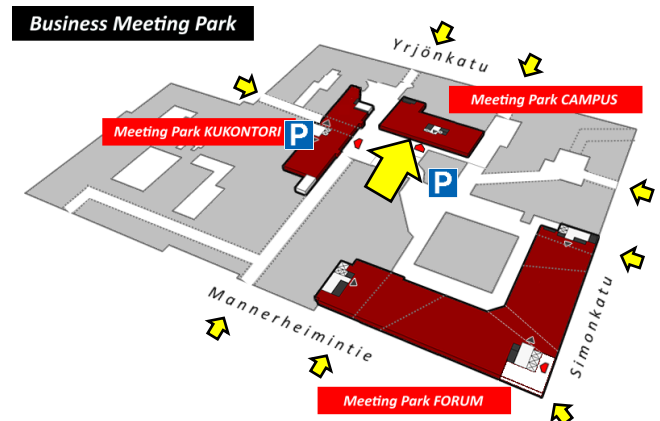 Business Meeting Park
Yrjönkatu
Meeting Park CAMPUS
Meeting Park KUKONTORI
P
P
Mannerheimintie
Simonkatu
Meeting Park FORUM